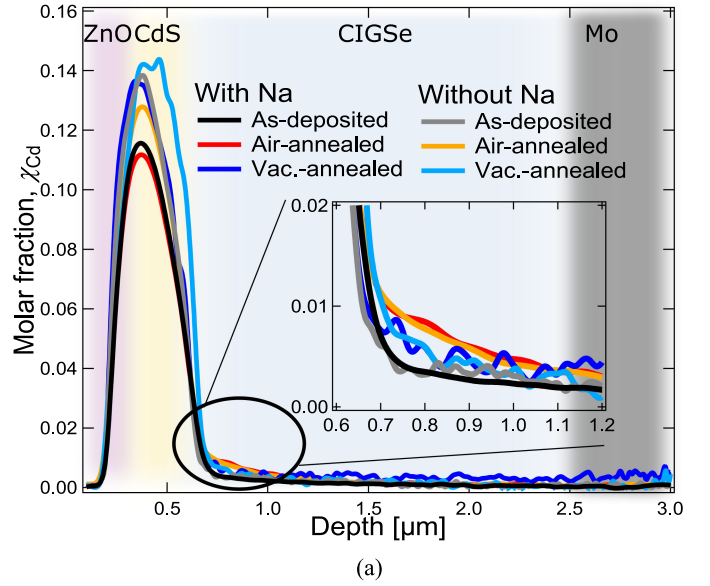 0.16
0.14
0.12
0.10
0.08
0.06
0.04
0.02
0.00
Molar fraction, χCd
ZnO CdS CIGSe Mo
With Na Without Na
As-deposited As-deposited
Air-annealed Air-annealed
Vac.-annealed Vac.-annealed
0.02
0.01
0.00
0.6 0.7 0.8 0.9 1.0 1.1 1.2
0.5 1.0 1.5 2.0 2.5 3.0
Depth [µm]
(a)